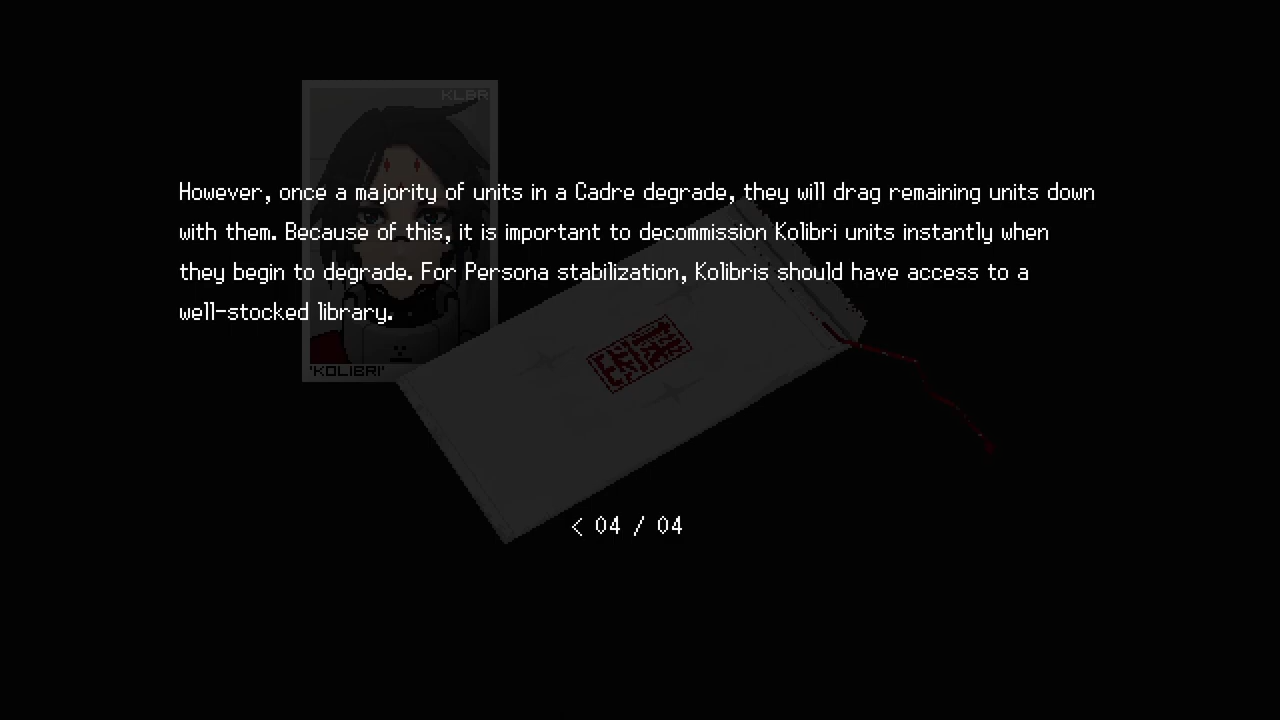 KLBR
However, once a majority of units in a Cadre degrade, they will drag remaining units down
with them. Because of this, it is important to decommission Kolibri units instantly when
they begin to degrade. For Persona stabilization, Kolibris should have access to a
well-stocked library.
'KOLIBRI'
< 04 / 04